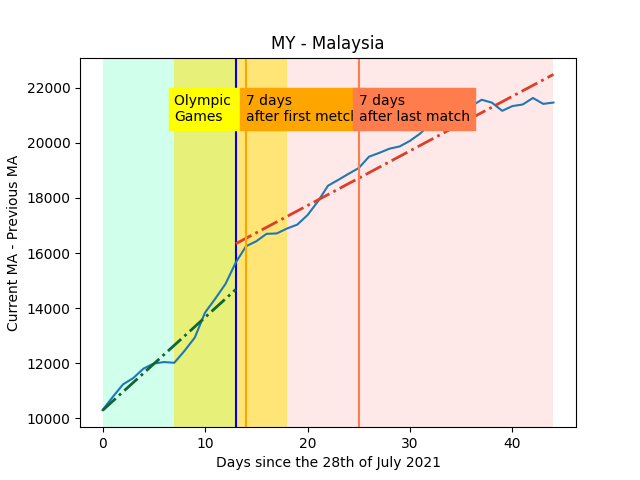 MY - Malaysia
Current MA - Previous MA
22000
20000
18000
16000
14000
12000
10000
Olympic
Games
7 days
after first metch
7 days
after last match
0
10
20
30
40
Days since the 28th of July 2021